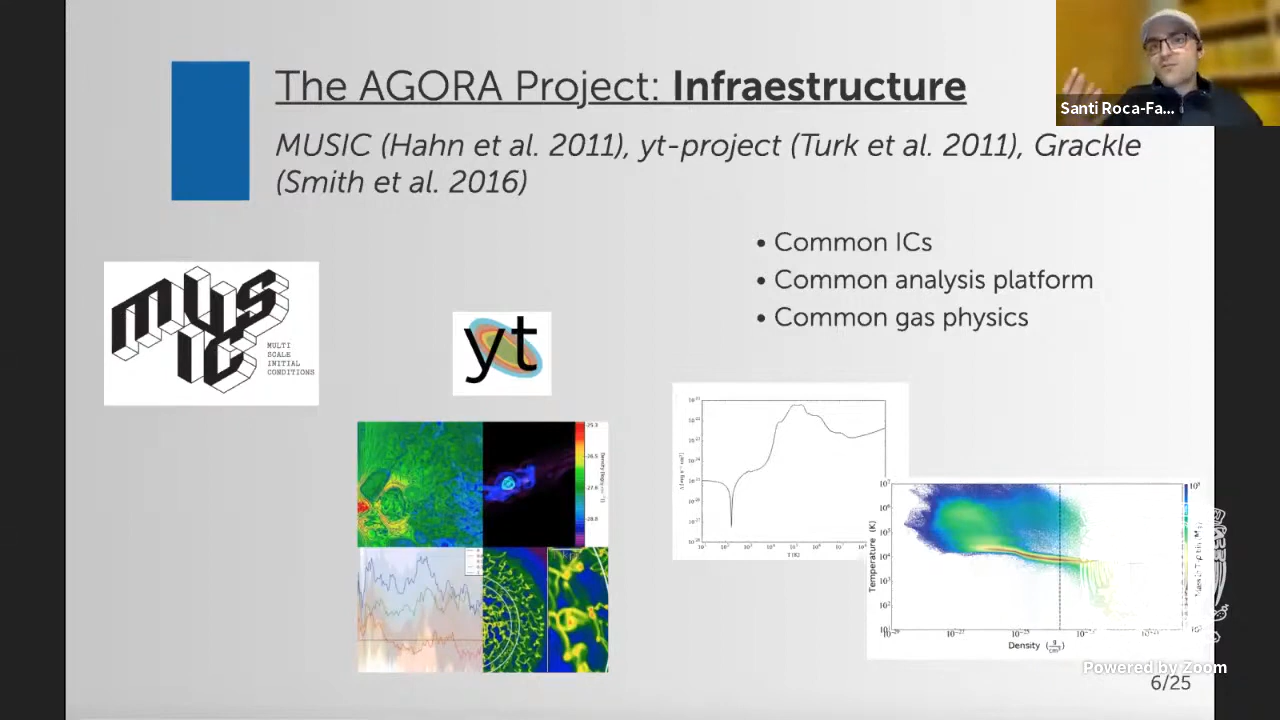 The AGORA Project: Infraestructure
MUSIC (Hahn et al. 2011), yt-project (Turk et al. 2011), Grackle
(Smith et al. 2016)
Santi Roca-Fa...
• Common ICs
• Common analysis platform
• Common gas physics
MUSIC
MULTI
SCALE
INITIAL
CONDITIONS
yt
T (K)
Temperature (K)
Density (g/cm³)
Powered by Zoom
6/25